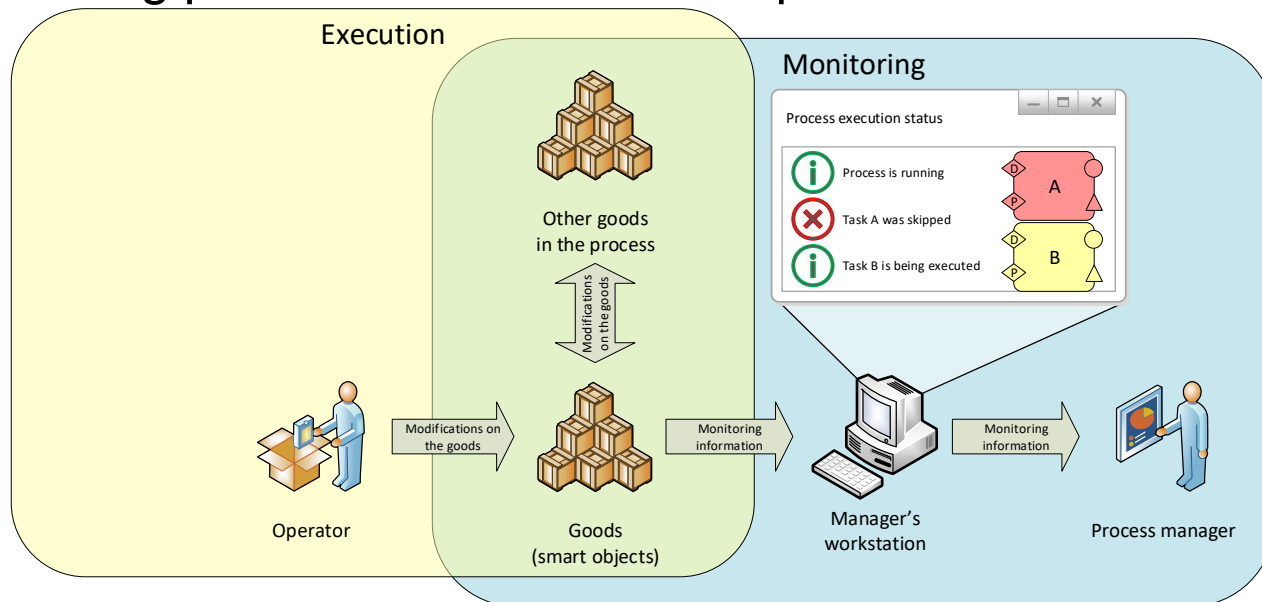 Execution
Monitoring
Process execution status
Process is running
Task A was skipped
Task B is being executed
D
P
A
D
P
B
Other goods
in the process
Modifications
on the goods
Modifications on
the goods
Monitoring
information
Monitoring
information
Operator
Goods
(smart objects)
Manager's
workstation
Process manager